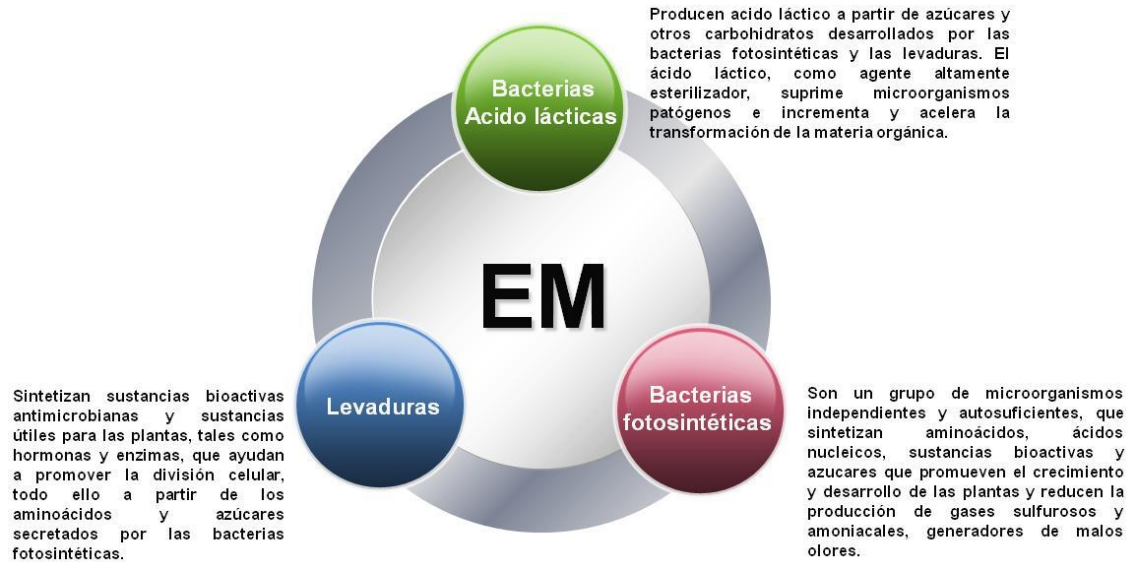 Producen acido láctico a partir de azúcares y
otros carbohidratos desarrollados por las
bacterias fotosintéticas y las levaduras. El
ácido láctico, como agente altamente
esterilizador, suprime microorganismos
patógenos e incrementa y acelera la
transformación de la materia orgánica.
Bacterias
Acido lácticas
EM
Levaduras
Bacterias
fotosintéticas
Sintetizan sustancias bioactivas
antimicrobianas y sustancias
útiles para las plantas, tales como
hormonas y enzimas, que ayudan
a promover la división celular,
todo ello a partir de los
aminoácidos y azúcares
secretados por las bacterias
fotosintéticas.
Son un grupo de microorganismos
independientes y autosuficientes, que
sintetizan aminoácidos, ácidos
nucleicos, sustancias bioactivas y
azucares que promueven el crecimiento
y desarrollo de las plantas y reducen la
producción de gases sulfurosos y
amoniacales, generadores de malos
olores.